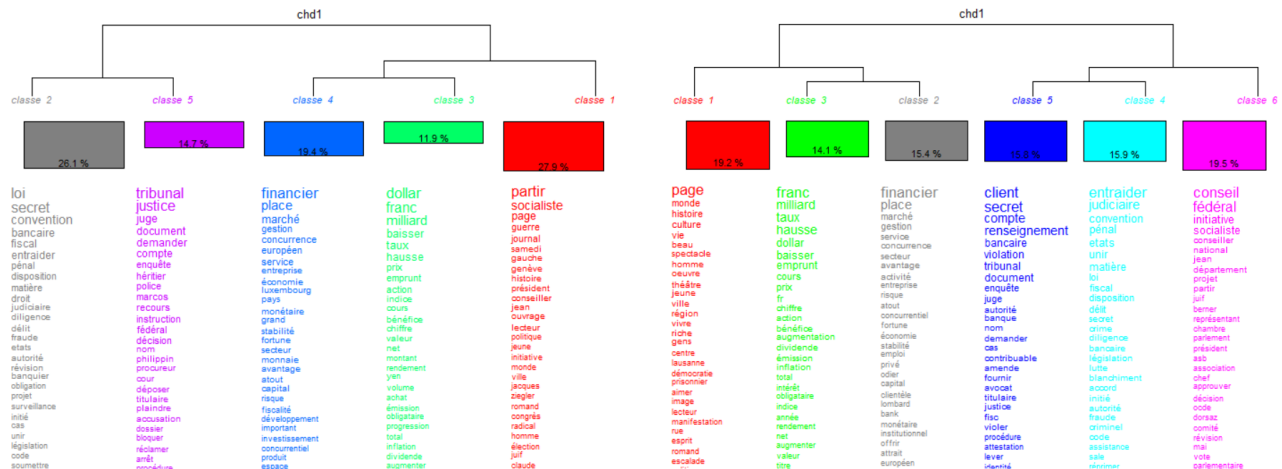 chd1
classe 2
classe 5
classe 4
classe 3
classe 1
26.1 %
14.7 %
19.4 %
11.9 %
27.9 %
loi
secret
convention
bancaire
fiscal
entraider
pénal
disposition
matière
droit
judiciaire
diligence
délit
fraude
etats
autorité
révision
banquier
obligation
projet
surveillance
initié
cas
unir
législation
code
soumettre
tribunal
justice
juge
document
demander
compte
enquête
héritier
police
marcos
recours
instruction
fédéral
décision
nom
philippin
procureur
cour
déposer
titulaire
plaindre
accusation
dossier
bloquer
réclamer
arrêt
procédure
financier
place
marché
gestion
concurrence
européen
service
entreprise
économie
luxembourg
pays
monétaire
grand
stabilité
fortune
secteur
monnaie
avantage
atout
capital
risque
fiscalité
développement
important
investissement
concurrentiel
produit
espace
dollar
franc
milliard
baisser
taux
hausse
prix
emprunt
action
indice
cours
bénéfice
chiffre
valeur
net
montant
rendement
yen
volume
achat
émission
obligataire
progression
total
inflation
dividende
augmenter
partir
socialiste
page
guerre
journal
samedi
gauche
genève
histoire
président
conseiller
jean
ouvrage
lecteur
politique
jeune
initiative
monde
ville
jacques
ziegler
romand
congrès
radical
homme
élection
juif
claude
chd1
classe 1
classe 3
classe 2
classe 5
classe 4
classe 6
19.2 %
14.1 %
15.4 %
15.9 %
19.5 %
page
monde
histoire
culture
vie
beau
spectacle
homme
oeuvre
théâtre
jeune
ville
région
vivre
riche
gens
centre
lausanne
démocratie
prisonnier
aimer
image
lecteur
manifestation
rue
esprit
romand
escalade
franc
milliard
taux
hausse
dollar
baisser
emprunt
cours
prix
fr
chiffre
action
bénéfice
augmentation
dividende
émission
inflation
total
intérêt
obligataire
indice
année
rendement
net
augmenter
valeur
titre
financier
place
marché
gestion
service
concurrence
secteur
avantage
activité
entreprise
risque
atout
concurrentiel
fortune
économie
stabilité
emploi
privé
odier
capital
clientèle
lombard
bank
monétaire
institutionnel
offrir
attrait
européen
client
secret
compte
renseignement
bancaire
violation
tribunal
document
enquête
juge
autorité
banque
nom
demander
cas
contribuable
amende
fournir
avocat
titulaire
justice
fisc
violer
procédure
attestation
lever
identité
entraider
judiciaire
convention
pénal
etats
unir
matière
loi
fiscal
disposition
délit
secret
crime
diligence
bancaire
législation
lutte
blanchiment
accord
initié
autorité
fraude
criminel
code
assistance
sale
réprimer
conseil
fédéral
initiative
socialiste
conseiller
national
jean
département
projet
partir
juif
berner
représentant
chambre
parlement
président
asb
association
chef
approuver
décision
code
dorsaz
comité
révision
mai
vote
parlementaire